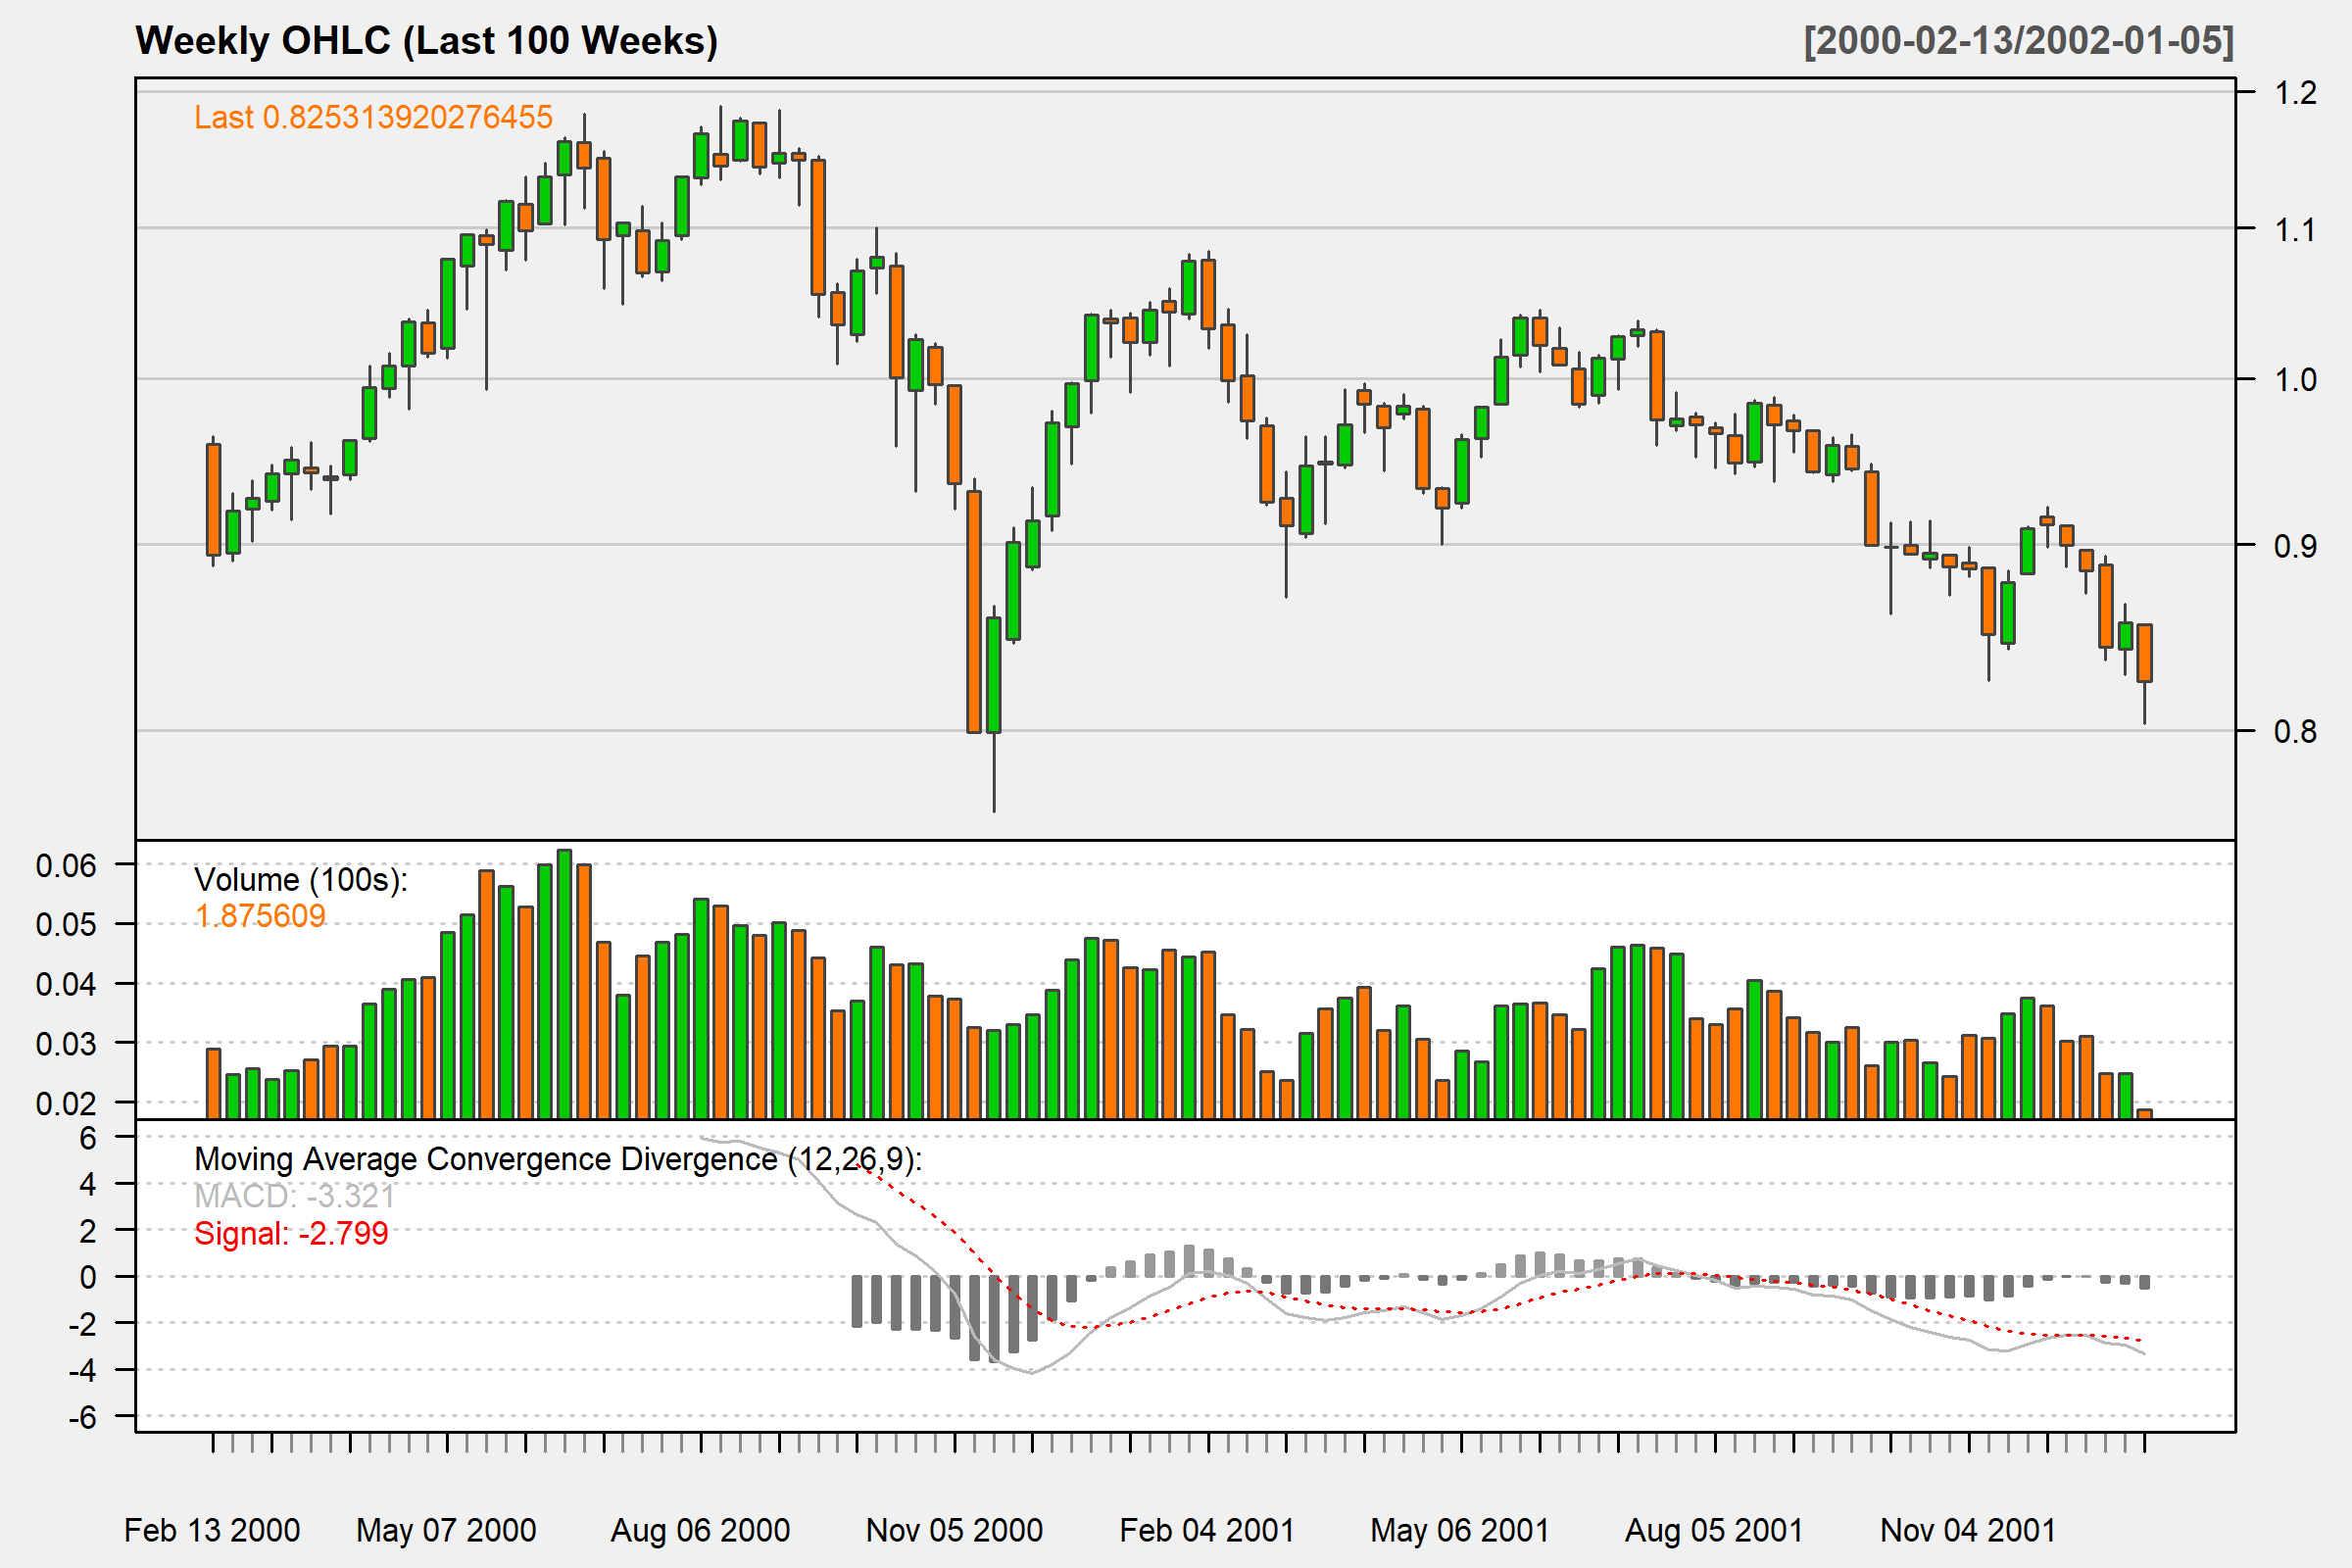 Weekly OHLC (Last 100 Weeks) [2000-02-13/2002-01-05]
Last 0.825313920276455
1.2
1.1
1.0
0.9
0.8
Volume (100s):
1.875609
0.06
0.05
0.04
0.03
0.02
Moving Average Convergence Divergence (12,26,9):
MACD: -3.321
Signal: -2.799
6
4
2
0
-2
-4
-6
Feb 13 2000 May 07 2000 Aug 06 2000 Nov 05 2000 Feb 04 2001 May 06 2001 Aug 05 2001 Nov 04 2001